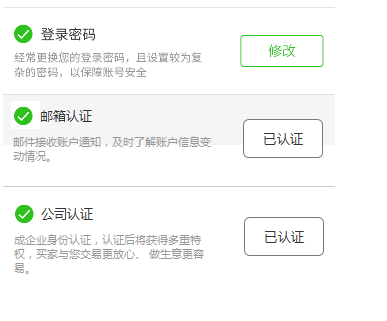 登录密码
修改
经常更换您的登录密码，且设置较为复
杂的密码，以保障账号安全
邮箱认证
已认证
邮件接收账户通知，及时了解账户信息变
动情况。
公司认证
已认证
成企业身份认证，认证后将获得多重特
权，买家与您交易更放心、 做生意更容
易。